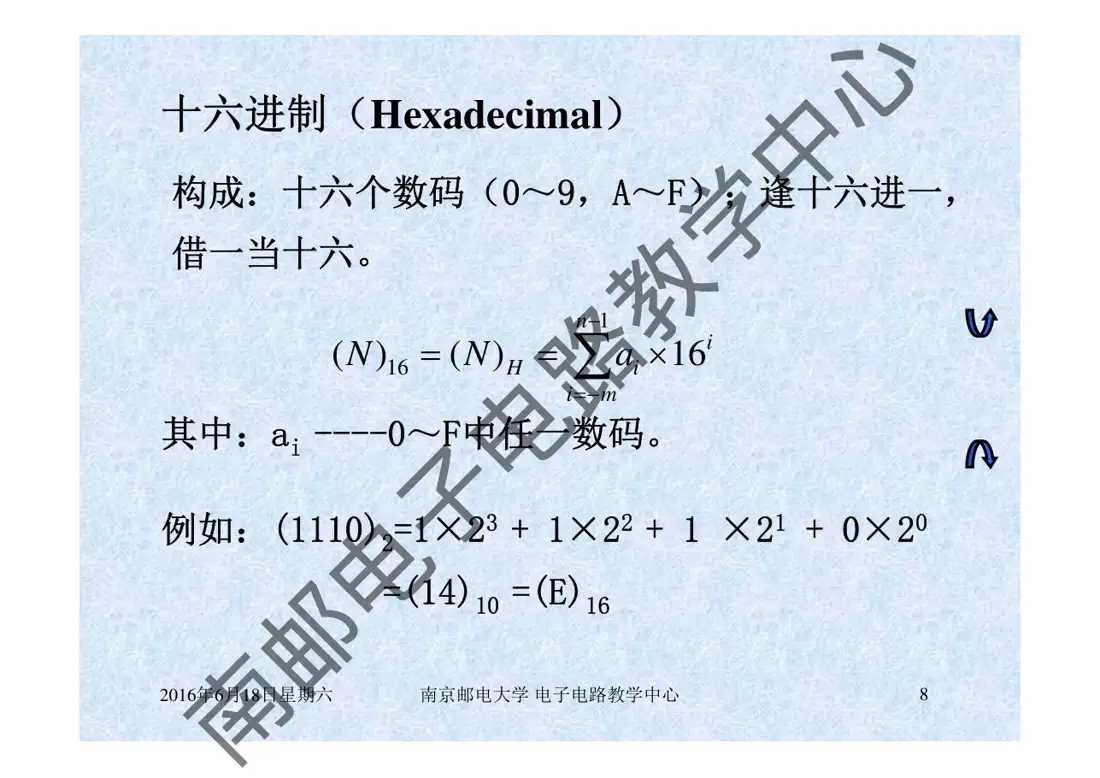 十六进制（Hexadecimal）
构成：十六个数码（0～9，A～F）；逢十六进一，
借一当十六。
(N)₁₆ = (N)_H = ∑_{i=−m}^{n−1} a_i × 16^i
其中：a_i ----0～F中任一数码。
例如：(1110)₂=1×2³ + 1×2² + 1 ×2¹ + 0×2⁰
=(14)₁₀ =(E)₁₆
2016年6月18日星期六 南京邮电大学 电子电路教学中心 8
南邮电子电路教学中心